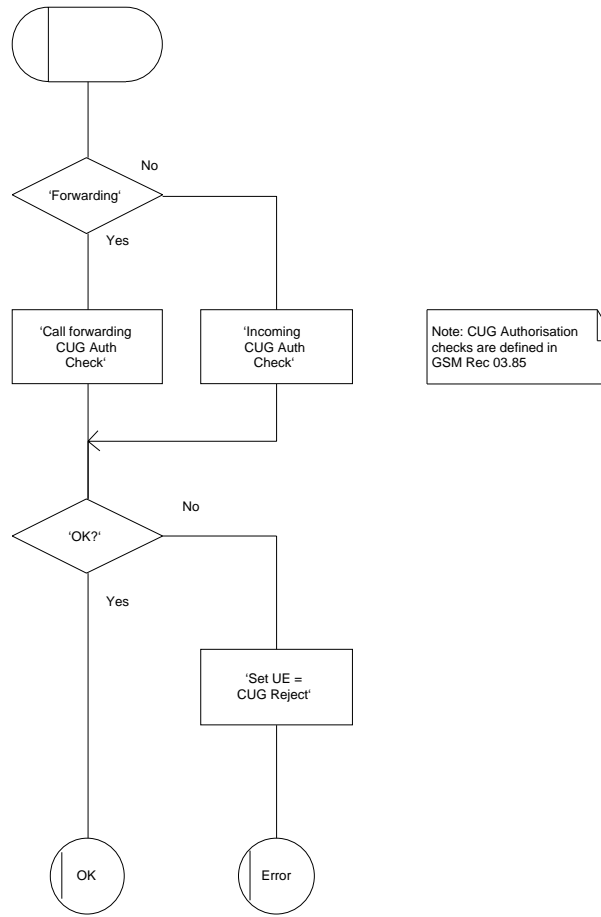 No
‘Forwarding‘
Yes
‘Call forwarding
CUG Auth
Check‘
‘Incoming
CUG Auth
Check‘
Note: CUG Authorisation
checks are defined in
GSM Rec 03.85
No
‘OK?‘
Yes
‘Set UE =
CUG Reject‘
OK
Error